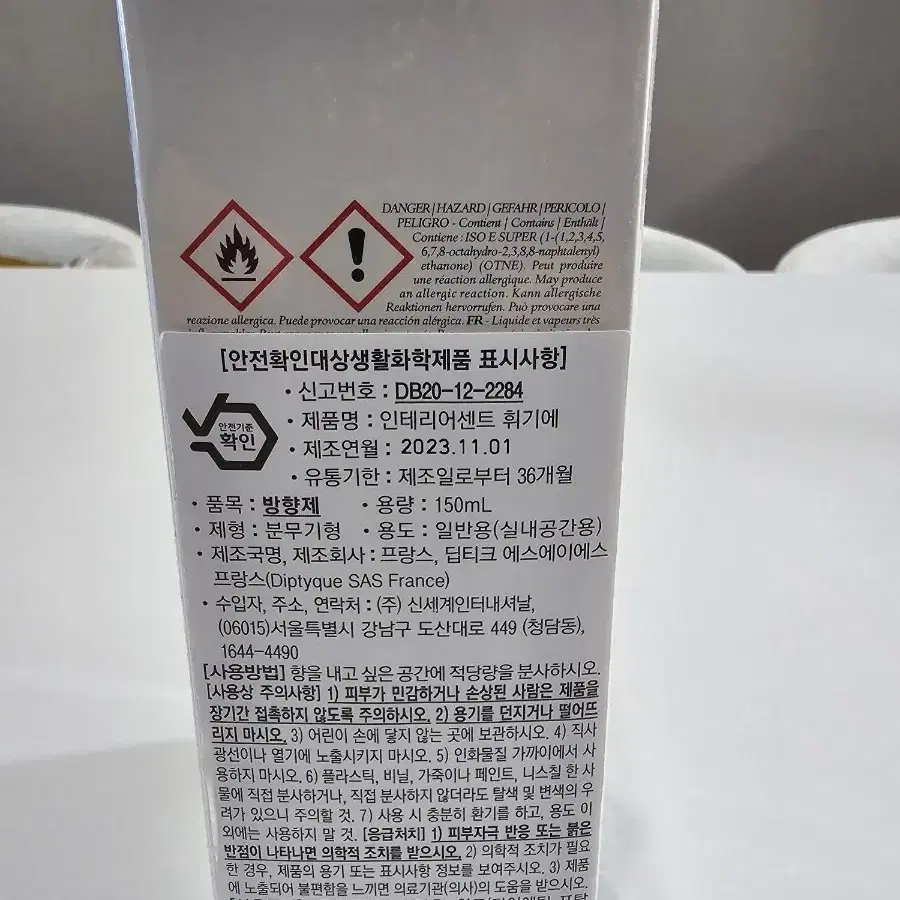 DANGER | HAZARD | GEFAHR | PERICOLO |
PELIGRO - Contient | Contains | Enthält |
Contiene : ISO E SUPER (1-(1,2,3,4,5,
6,7,8-octahydro-2,3,8,8-naphtalenyl)
ethanone) (OTNE). Peut produire
une réaction allergique. May produce
an allergic reaction. Kann allergische
Reaktionen hervorrufen. Può provocare una
reazione allergica. Puede provocar una reacción alérgica. FR - Liquide et vapeurs très
[안전확인대상생활화학제품 표시사항]
안전기준
확인
· 신고번호 : DB20-12-2284
· 제품명 : 인테리어센트 휘기에
· 제조연월 : 2023.11.01
· 유통기한 : 제조일로부터 36개월
· 품목 : 방향제 · 용량 : 150mL
· 제형 : 분무기형 · 용도 : 일반용(실내공간용)
· 제조국명, 제조회사 : 프랑스, 딥티크 에스에이에스
프랑스(Diptyque SAS France)
· 수입자, 주소, 연락처 : (주) 신세계인터내셔날,
(06015)서울특별시 강남구 도산대로 449 (청담동),
1644-4490
[사용방법] 향을 내고 싶은 공간에 적당량을 분사하시오.
[사용상 주의사항] 1) 피부가 민감하거나 손상된 사람은 제품을
장기간 접촉하지 않도록 주의하시오. 2) 용기를 던지거나 떨어뜨
리지 마시오. 3) 어린이 손에 닿지 않는 곳에 보관하시오. 4) 직사
광선이나 열기에 노출시키지 마시오. 5) 인화물질 가까이에서 사
용하지 마시오. 6) 플라스틱, 비닐, 가죽이나 페인트, 니스칠 한 사
물에 직접 분사하거나, 직접 분사하지 않더라도 탈색 및 변색의 우
려가 있으니 주의할 것. 7) 사용 시 충분히 환기를 하고, 용도 이
외에는 사용하지 말 것. [응급처치] 1) 피부자극 반응 또는 붉은
반점이 나타나면 의학적 조치를 받으시오. 2) 의학적 조치가 필요
한 경우, 제품의 용기 또는 표시사항 정보를 보여주시오. 3) 제품
에 노출되어 불편함을 느끼면 의료기관(의사)의 도움을 받으시오.